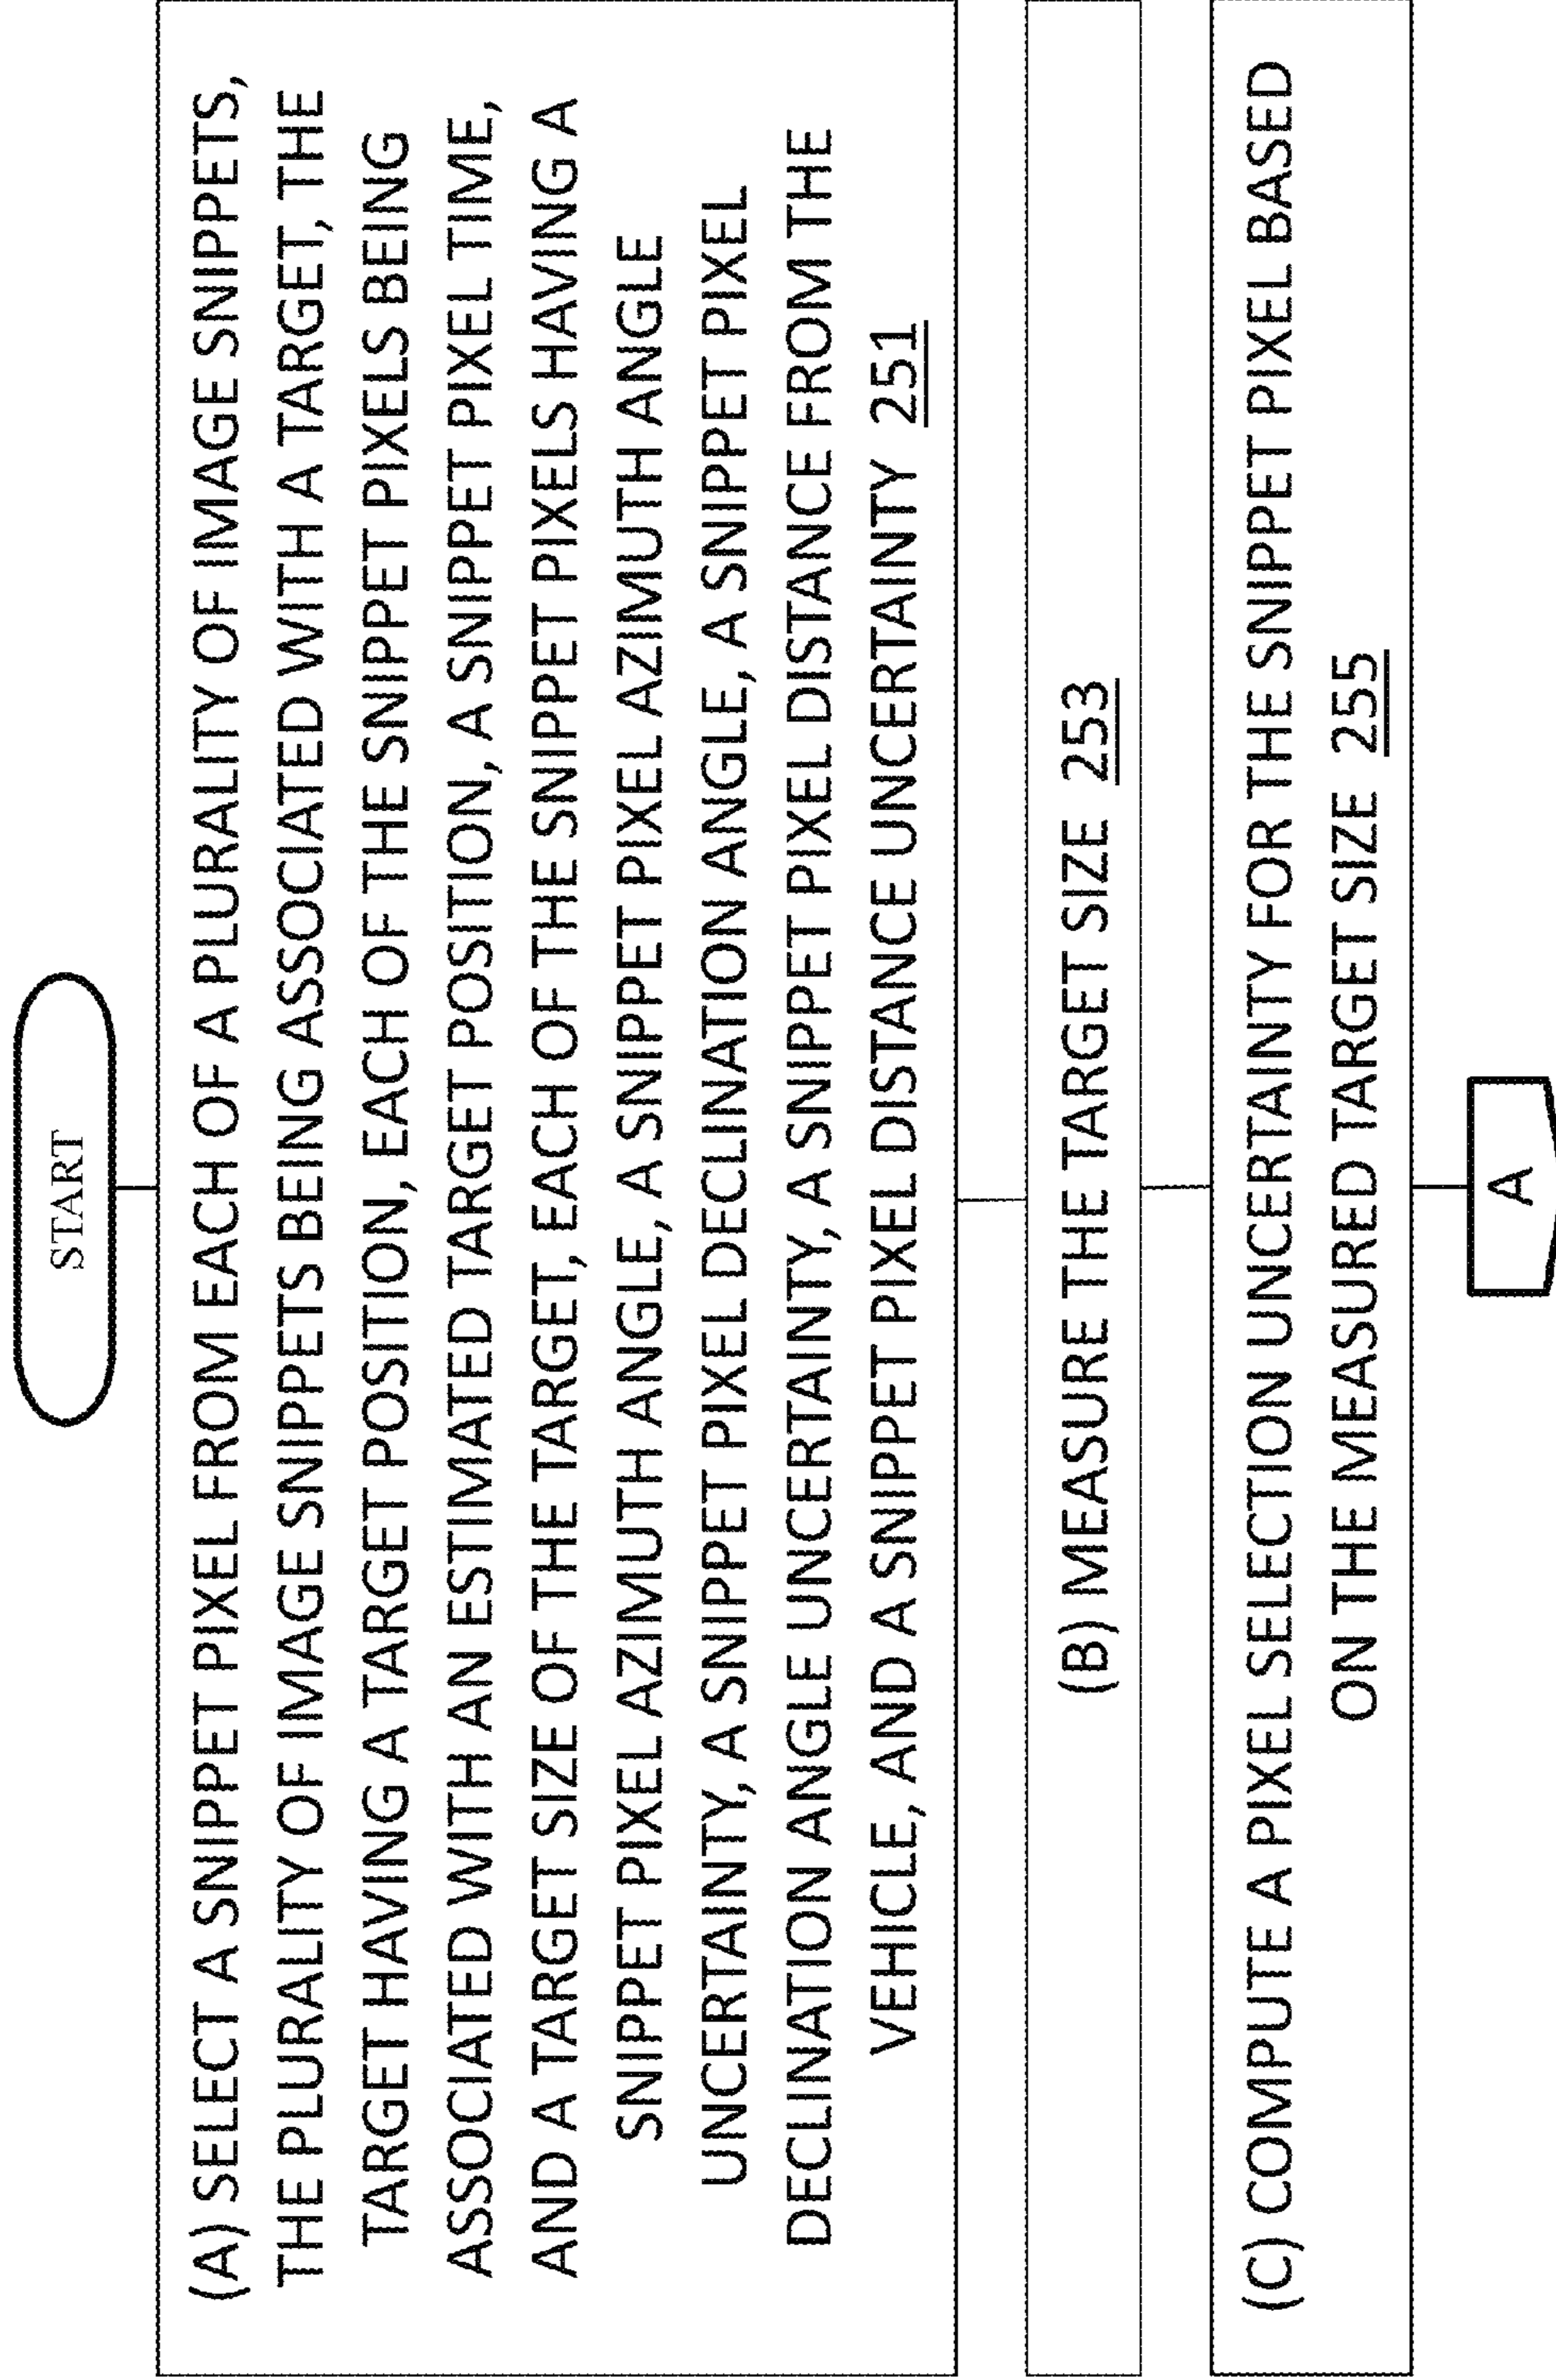 START
(A) SELECT A SNIPPET PIXEL FROM EACH OF A PLURALITY OF IMAGE SNIPPETS,
THE PLURALITY OF IMAGE SNIPPETS BEING ASSOCIATED WITH A TARGET, THE
TARGET HAVING A TARGET POSITION, EACH OF THE SNIPPET PIXELS BEING
ASSOCIATED WITH AN ESTIMATED TARGET POSITION, A SNIPPET PIXEL TIME,
AND A TARGET SIZE OF THE TARGET, EACH OF THE SNIPPET PIXELS HAVING A
SNIPPET PIXEL AZIMUTH ANGLE, A SNIPPET PIXEL AZIMUTH ANGLE
UNCERTAINTY, A SNIPPET PIXEL DECLINATION ANGLE, A SNIPPET PIXEL
DECLINATION ANGLE UNCERTAINTY, A SNIPPET PIXEL DISTANCE FROM THE
VEHICLE, AND A SNIPPET PIXEL DISTANCE UNCERTAINTY 251
(B) MEASURE THE TARGET SIZE 253
(C) COMPUTE A PIXEL SELECTION UNCERTAINTY FOR THE SNIPPET PIXEL BASED
ON THE MEASURED TARGET SIZE 255
A